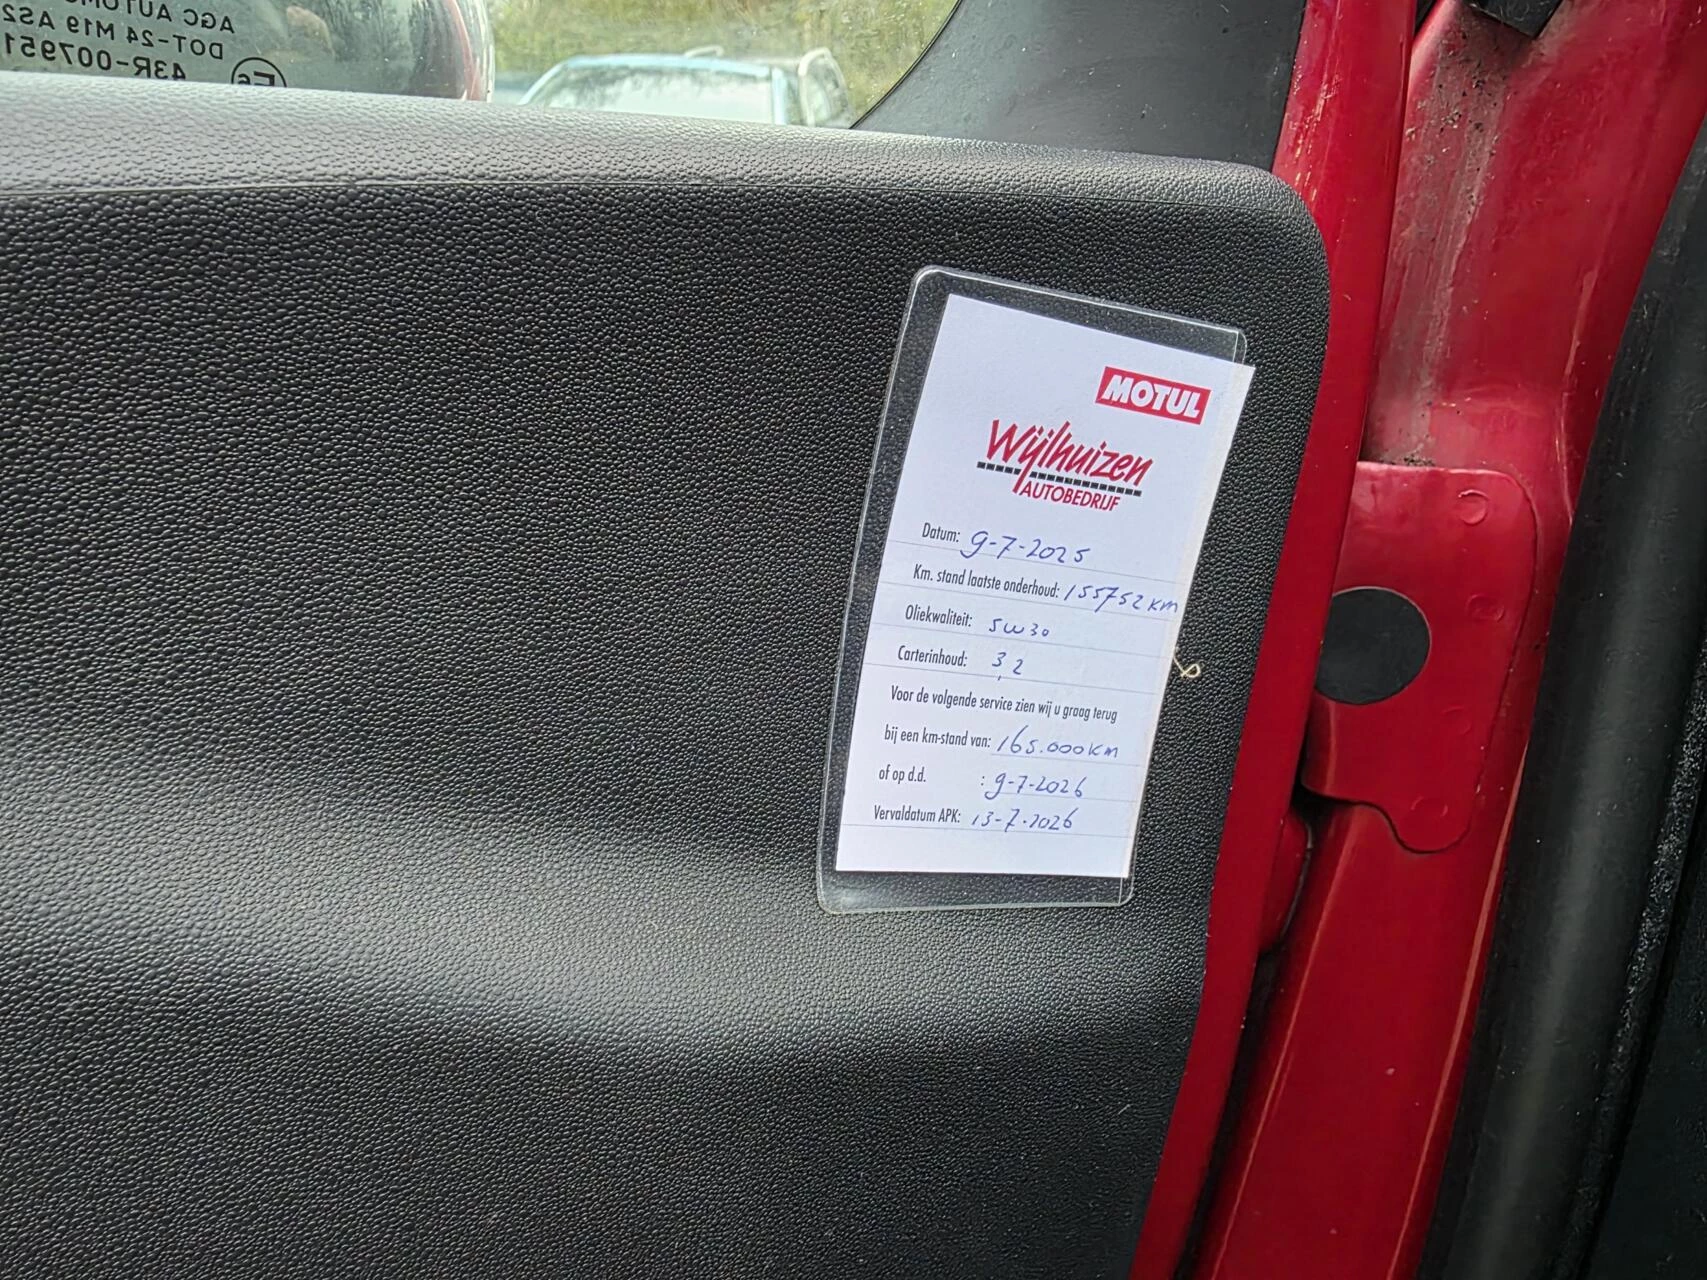 AGC AUTOMO
DOT-24 M19 AS2
43R-007951
E6
MOTUL
Wijlhuizen
AUTOBEDRIJF
Datum: 9-7-2025
Km. stand laatste onderhoud: 155752 km
Oliekwaliteit: 5W30
Carterinhoud: 3,2
Voor de volgende service zien wij u graag terug
bij een km-stand van: 165.000 km
of op d.d. : 9-7-2026
Vervaldatum APK: 13-7-2026